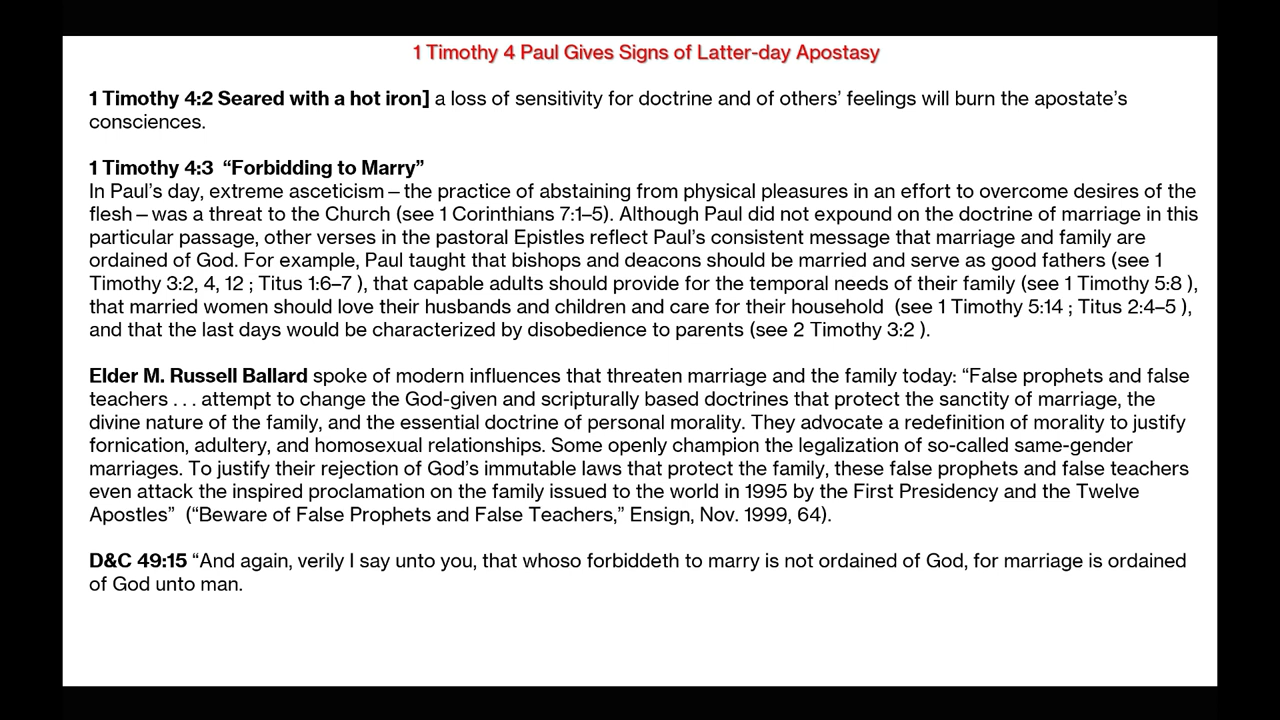 1 Timothy 4 Paul Gives Signs of Latter-day Apostasy
1 Timothy 4:2 Seared with a hot iron] a loss of sensitivity for doctrine and of others’ feelings will burn the apostate’s
consciences.
1 Timothy 4:3  “Forbidding to Marry”
In Paul’s day, extreme asceticism—the practice of abstaining from physical pleasures in an effort to overcome desires of the
flesh—was a threat to the Church (see 1 Corinthians 7:1–5). Although Paul did not expound on the doctrine of marriage in this
particular passage, other verses in the pastoral Epistles reflect Paul’s consistent message that marriage and family are
ordained of God. For example, Paul taught that bishops and deacons should be married and serve as good fathers (see 1
Timothy 3:2, 4, 12 ; Titus 1:6–7 ), that capable adults should provide for the temporal needs of their family (see 1 Timothy 5:8 ),
that married women should love their husbands and children and care for their household  (see 1 Timothy 5:14 ; Titus 2:4–5 ),
and that the last days would be characterized by disobedience to parents (see 2 Timothy 3:2 ).
Elder M. Russell Ballard spoke of modern influences that threaten marriage and the family today: “False prophets and false
teachers . . . attempt to change the God-given and scripturally based doctrines that protect the sanctity of marriage, the
divine nature of the family, and the essential doctrine of personal morality. They advocate a redefinition of morality to justify
fornication, adultery, and homosexual relationships. Some openly champion the legalization of so-called same-gender
marriages. To justify their rejection of God’s immutable laws that protect the family, these false prophets and false teachers
even attack the inspired proclamation on the family issued to the world in 1995 by the First Presidency and the Twelve
Apostles”  (“Beware of False Prophets and False Teachers,” Ensign, Nov. 1999, 64).
D&C 49:15 “And again, verily I say unto you, that whoso forbiddeth to marry is not ordained of God, for marriage is ordained
of God unto man.